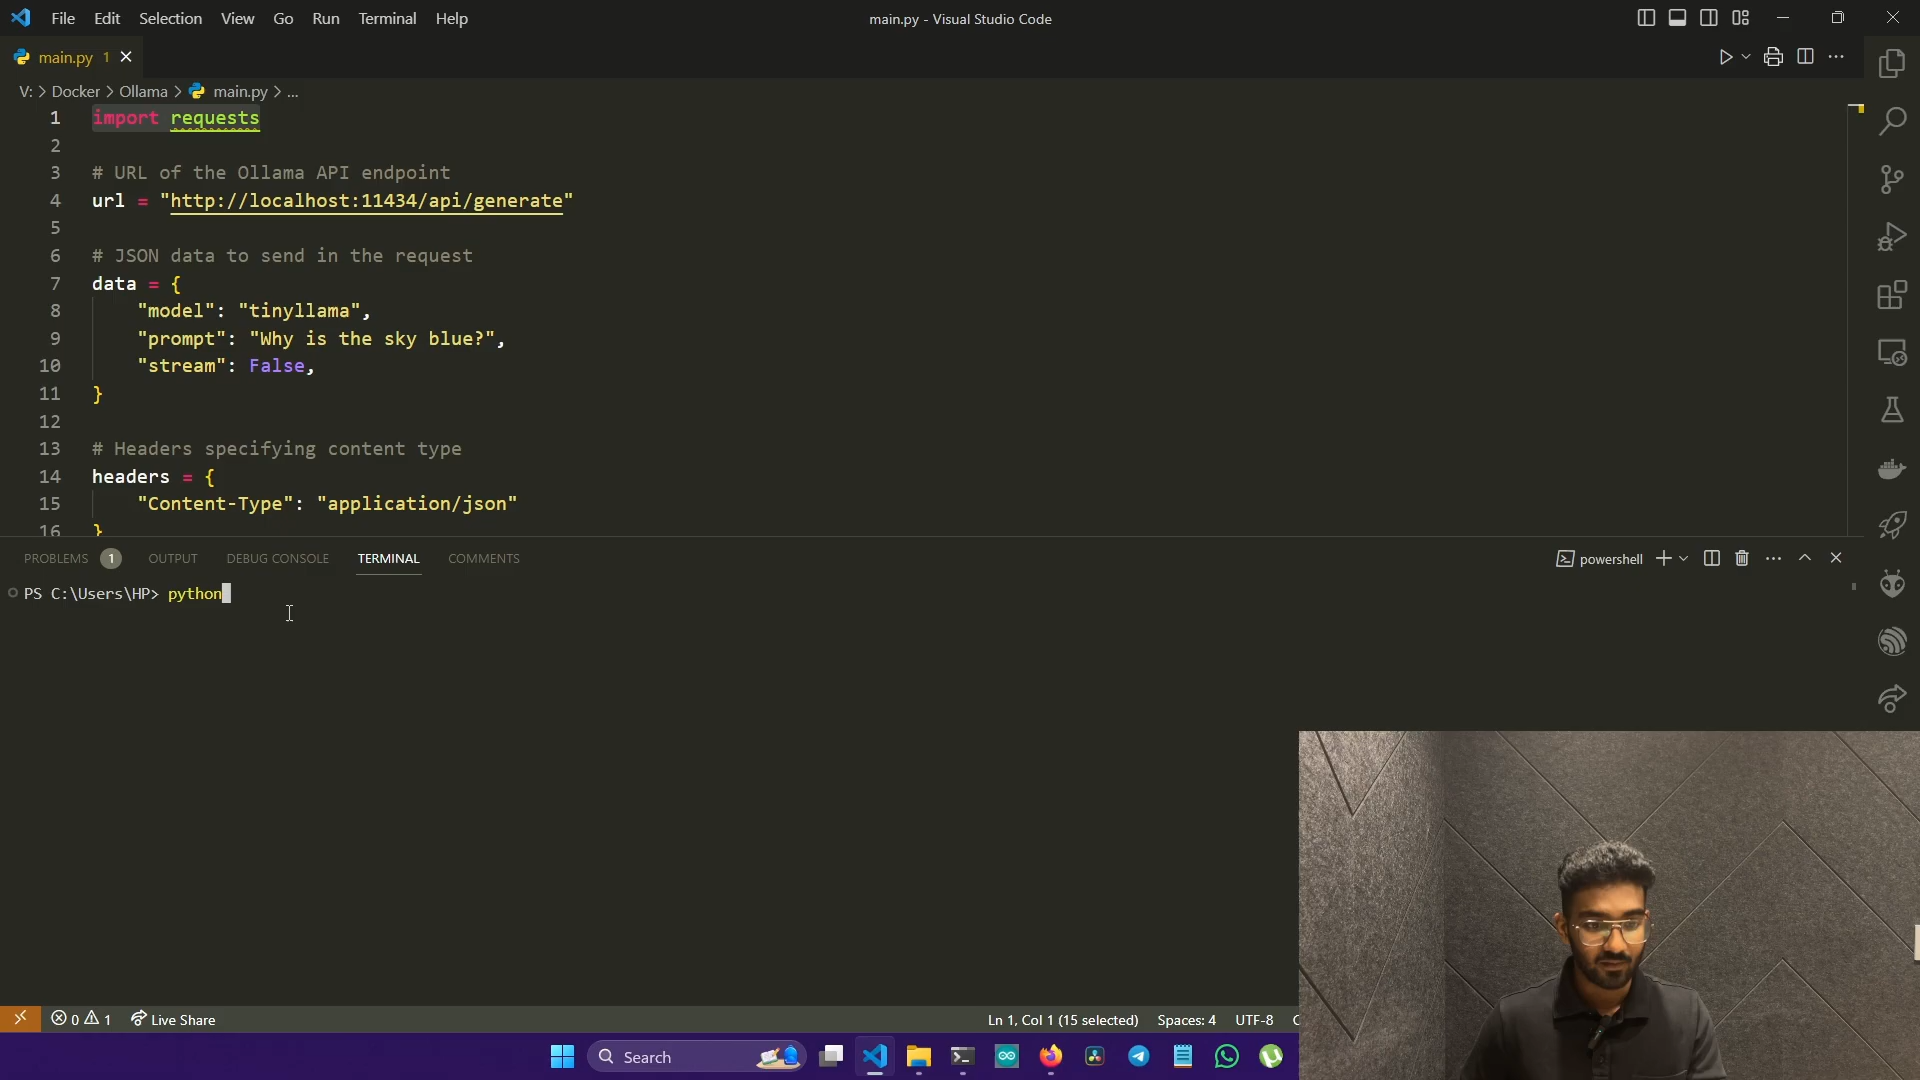 File Edit Selection View Go Run Terminal Help
main.py - Visual Studio Code
main.py 1
V: > Docker > Ollama > main.py > ...
1 import requests
2
3 # URL of the Ollama API endpoint
4 url = "http://localhost:11434/api/generate"
5
6 # JSON data to send in the request
7 data = {
8 "model": "tinyllama",
9 "prompt": "Why is the sky blue?",
10 "stream": False,
11 }
12
13 # Headers specifying content type
14 headers = {
15 "Content-Type": "application/json"
16 }
PROBLEMS 1 OUTPUT DEBUG CONSOLE TERMINAL COMMENTS
powershell
PS C:\Users\HP> python
0 1 Live Share
Ln 1, Col 1 (15 selected) Spaces: 4 UTF-8
Search